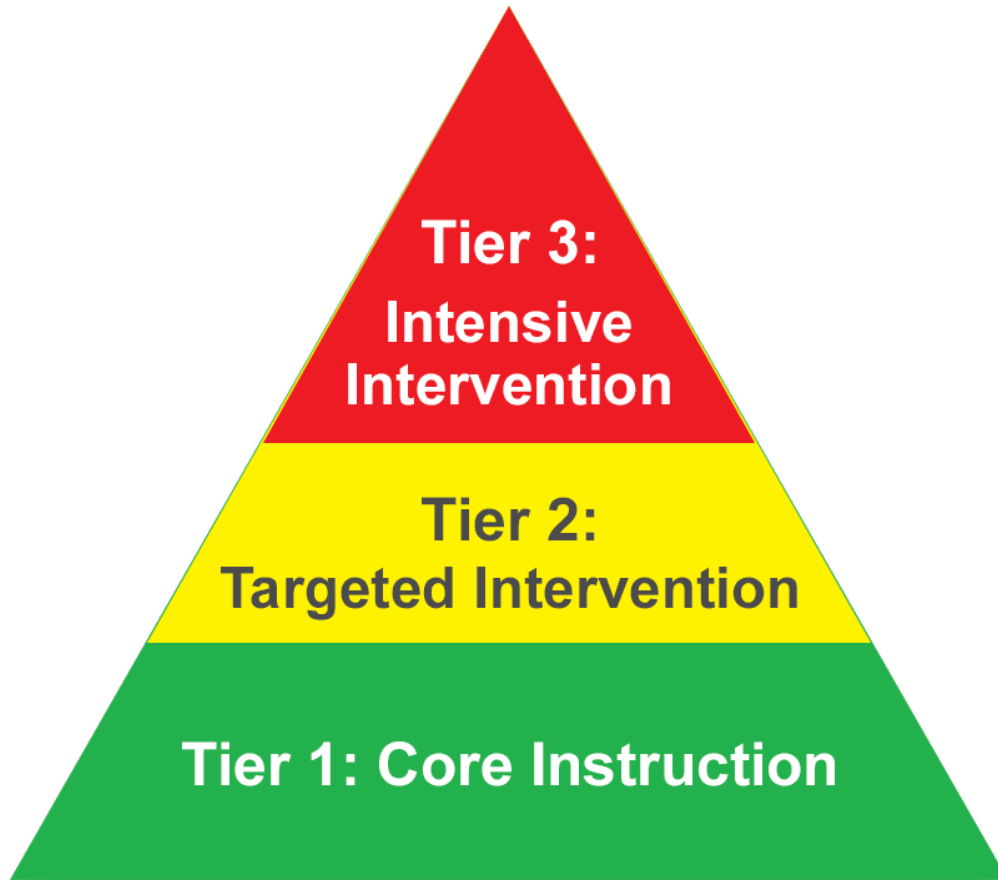 Tier 3:
Intensive
Intervention
Tier 2:
Targeted Intervention
Tier 1: Core Instruction